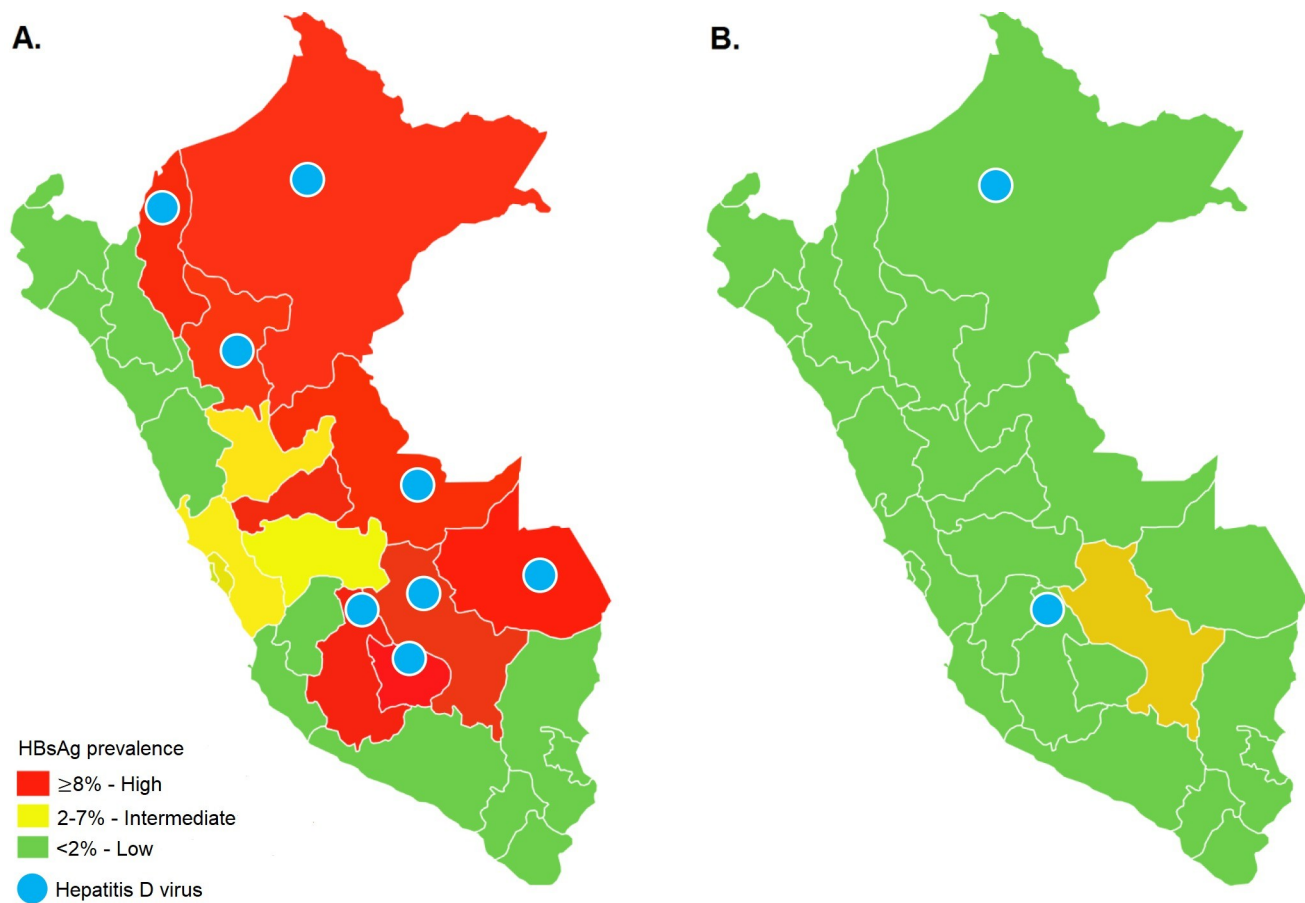 A.
B.
HBsAg prevalence
≥8% - High
2-7% - Intermediate
<2% - Low
Hepatitis D virus